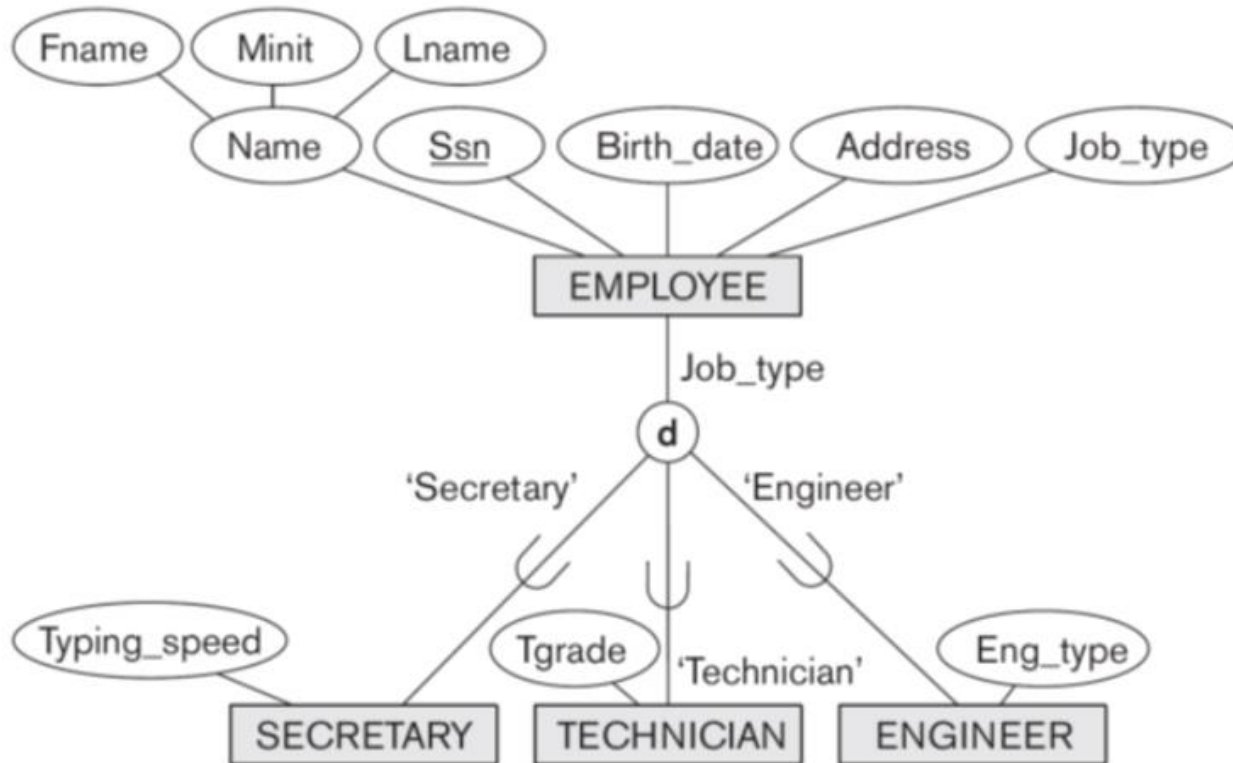 Fname Minit Lname
Name Ssn Birth_date Address Job_type
EMPLOYEE
Job_type
d
‘Secretary’ ‘Engineer’
Typing_speed Tgrade ‘Technician’ Eng_type
SECRETARY TECHNICIAN ENGINEER